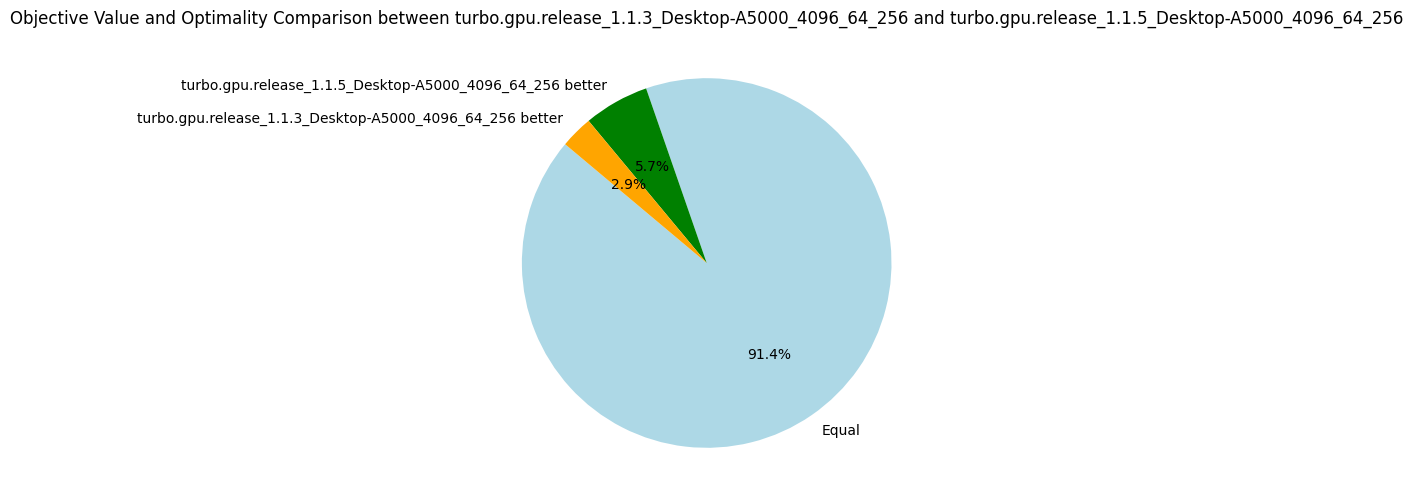 Objective Value and Optimality Comparison between turbo.gpu.release_1.1.3_Desktop-A5000_4096_64_256 and turbo.gpu.release_1.1.5_Desktop-A5000_4096_64_256
turbo.gpu.release_1.1.5_Desktop-A5000_4096_64_256 better
turbo.gpu.release_1.1.3_Desktop-A5000_4096_64_256 better
5.7%
2.9%
91.4%
Equal